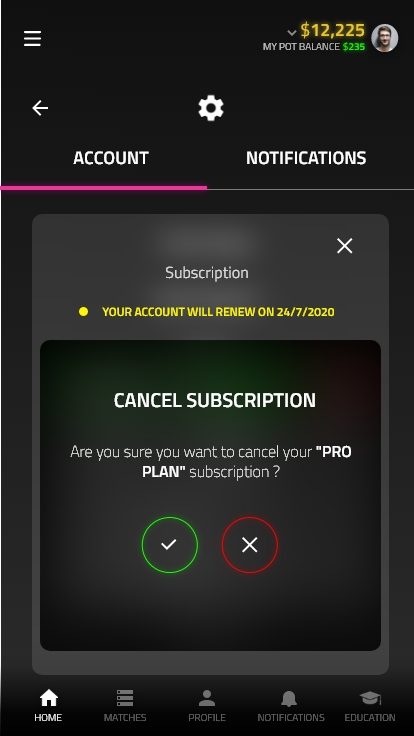 $12,225
MY POT BALANCE $235
ACCOUNT
NOTIFICATIONS
Subscription
YOUR ACCOUNT WILL RENEW ON 24/7/2020
CANCEL SUBSCRIPTION
Are you sure you want to cancel your "PRO
PLAN" subscription ?
HOME
MATCHES
PROFILE
NOTIFICATIONS
EDUCATION